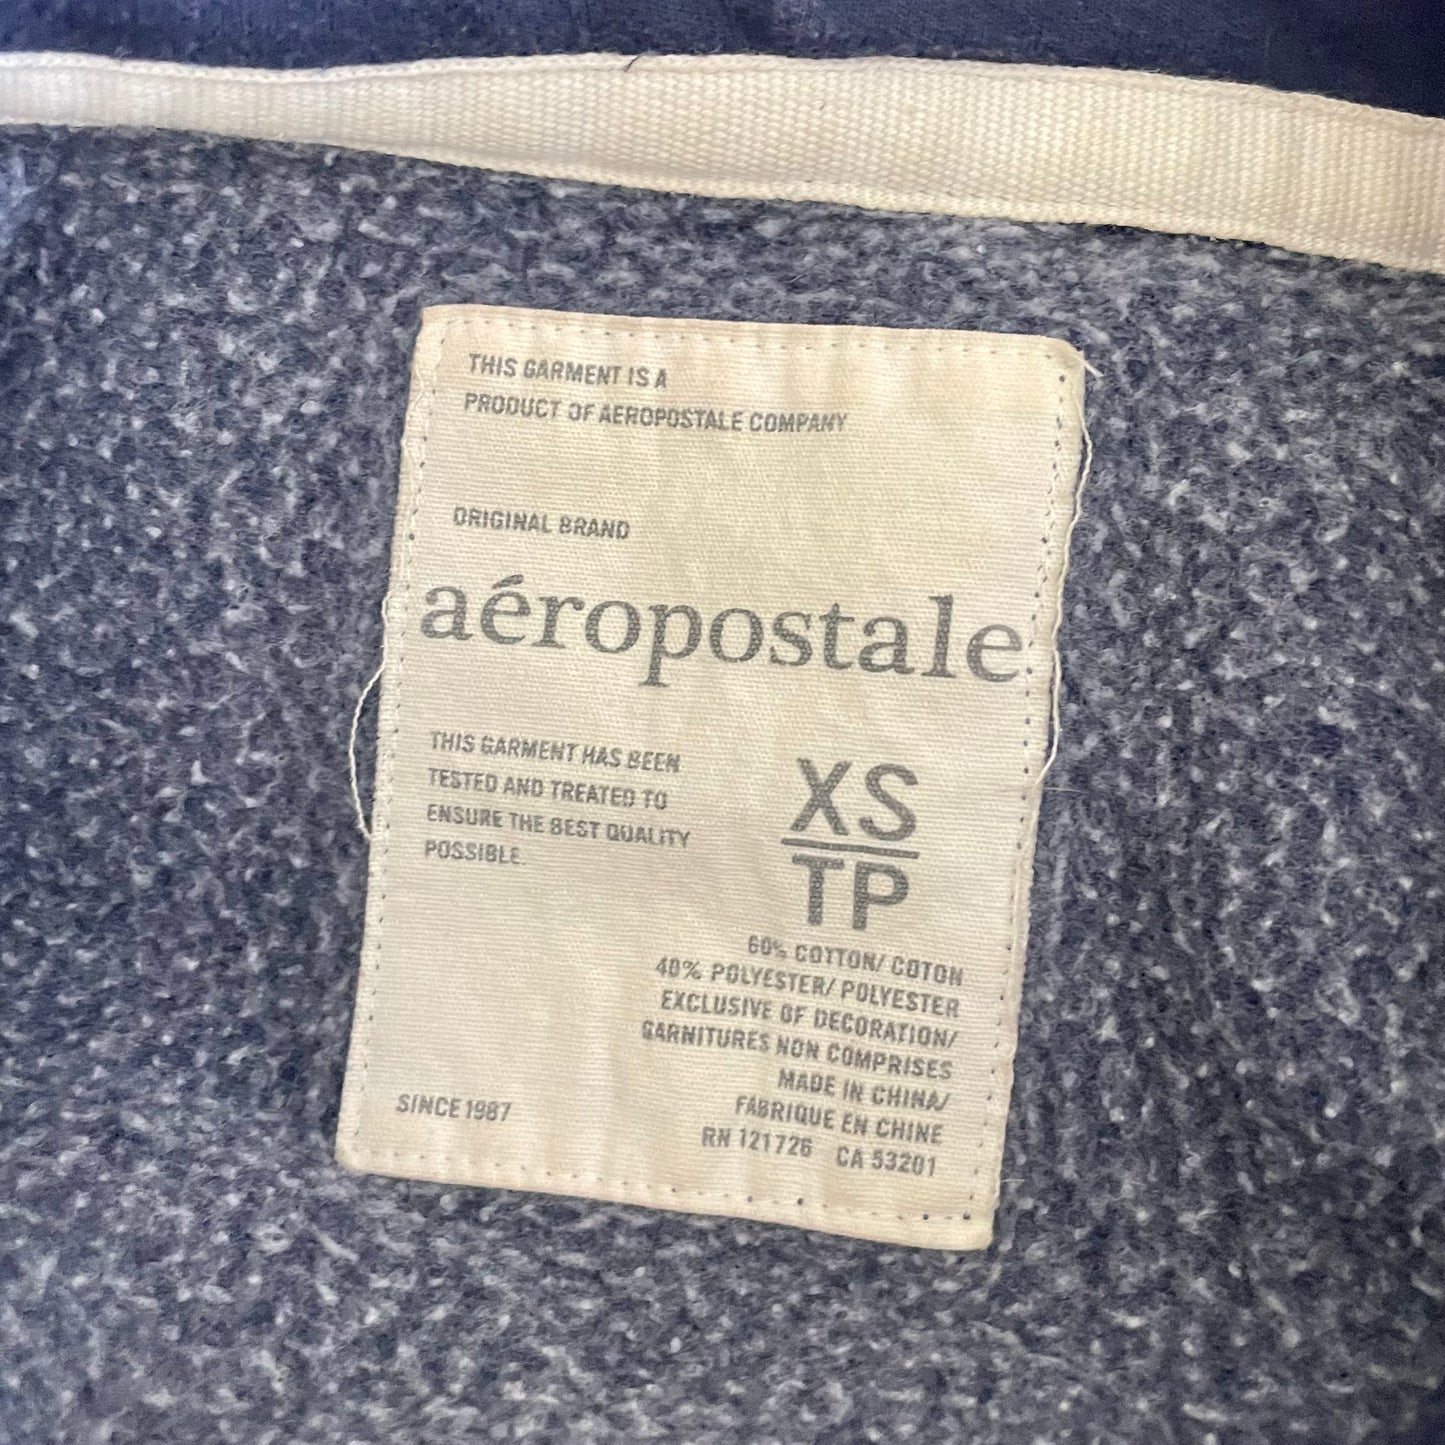 THIS GARMENT IS A
PRODUCT OF AEROPOSTALE COMPANY
ORIGINAL BRAND
aéropostale
THIS GARMENT HAS BEEN
TESTED AND TREATED TO
ENSURE THE BEST QUALITY
POSSIBLE.
XS
TP
60% COTTON/ COTON
40% POLYESTER/ POLYESTER
EXCLUSIVE OF DECORATION/
GARNITURES NON COMPRISES
MADE IN CHINA/
FABRIQUE EN CHINE
RN 121726 CA 53201
SINCE 1987